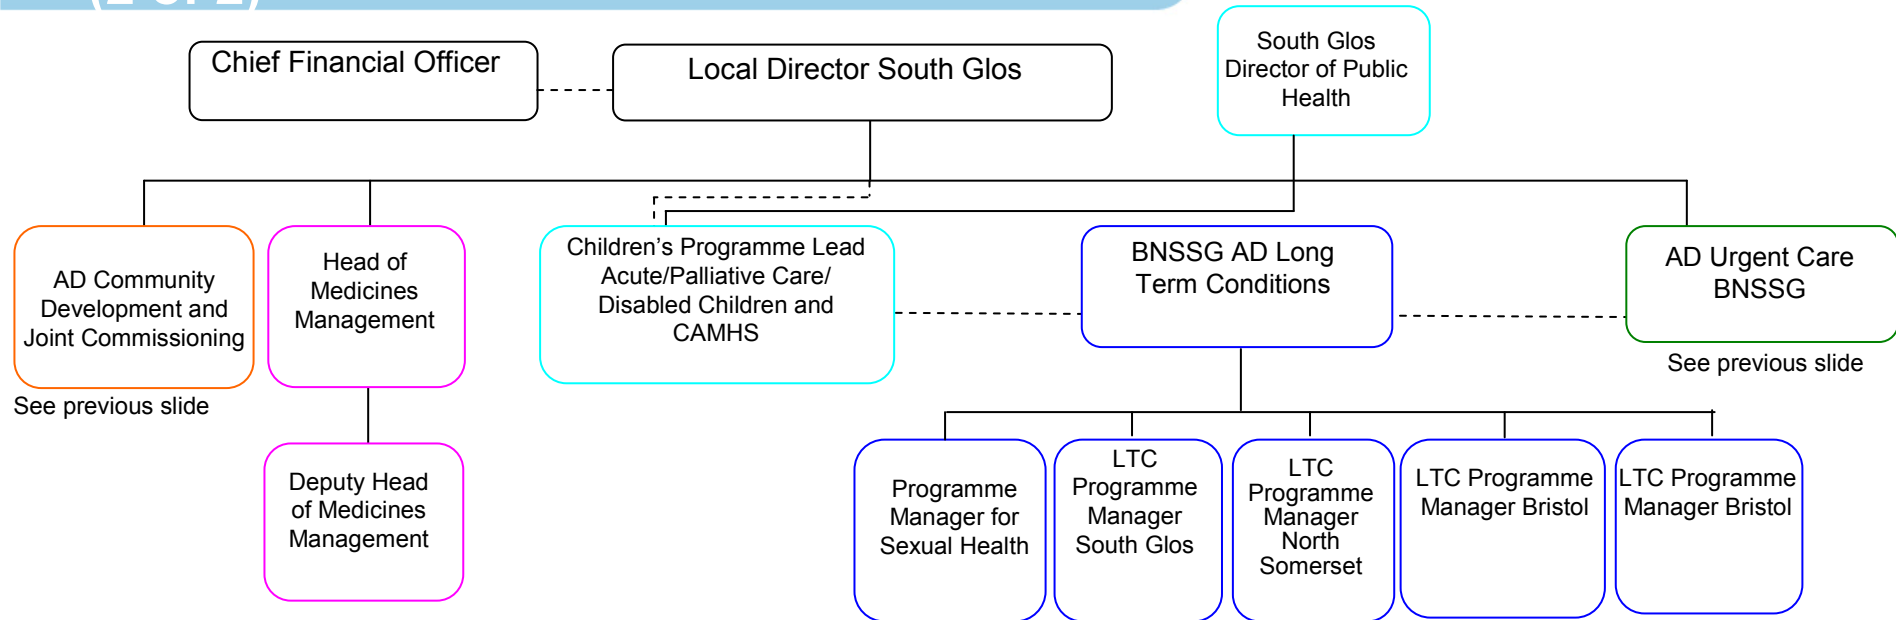 (2 of 2)
Chief Financial Officer
Local Director South Glos
South Glos
Director of Public
Health
AD Community
Development and
Joint Commissioning
See previous slide
Head of
Medicines
Management
Children's Programme Lead
Acute/Palliative Care/
Disabled Children and
CAMHS
BNSSG AD Long
Term Conditions
AD Urgent Care
BNSSG
See previous slide
Deputy Head
of Medicines
Management
Programme
Manager for
Sexual Health
LTC
Programme
Manager
South Glos
LTC
Programme
Manager
North
Somerset
LTC Programme
Manager Bristol
LTC Programme
Manager Bristol